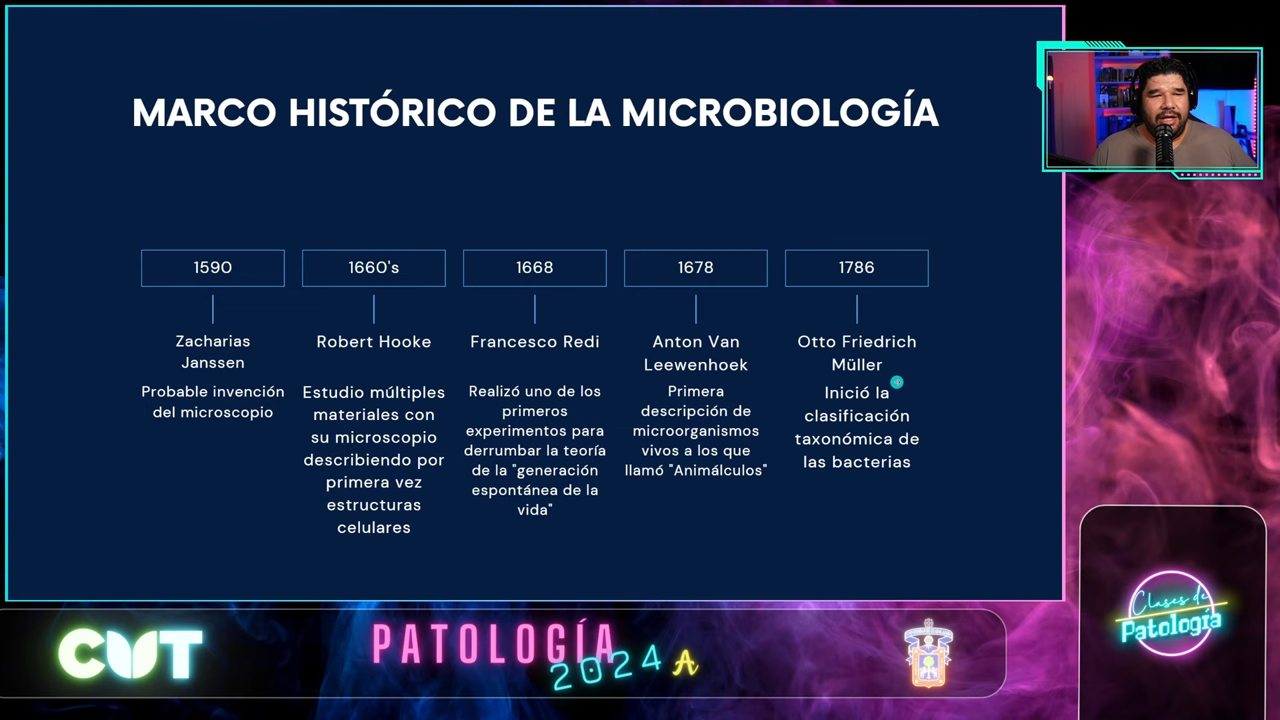 MARCO HISTÓRICO DE LA MICROBIOLOGÍA
1590
Zacharias
Janssen
Probable invención
del microscopio
1660's
Robert Hooke
Estudio múltiples
materiales con
su microscopio
describiendo por
primera vez
estructuras
celulares
1668
Francesco Redi
Realizó uno de los
primeros
experimentos para
derrumbar la teoría
de la "generación
espontánea de la
vida"
1678
Anton Van
Leewenhoek
Primera
descripción de
microorganismos
vivos a los que
llamó "Animálculos"
1786
Otto Friedrich
Müller
Inició la
clasificación
taxonómica de
las bacterias
CUT
PATOLOGÍA
2024 A
Clases de
Patología